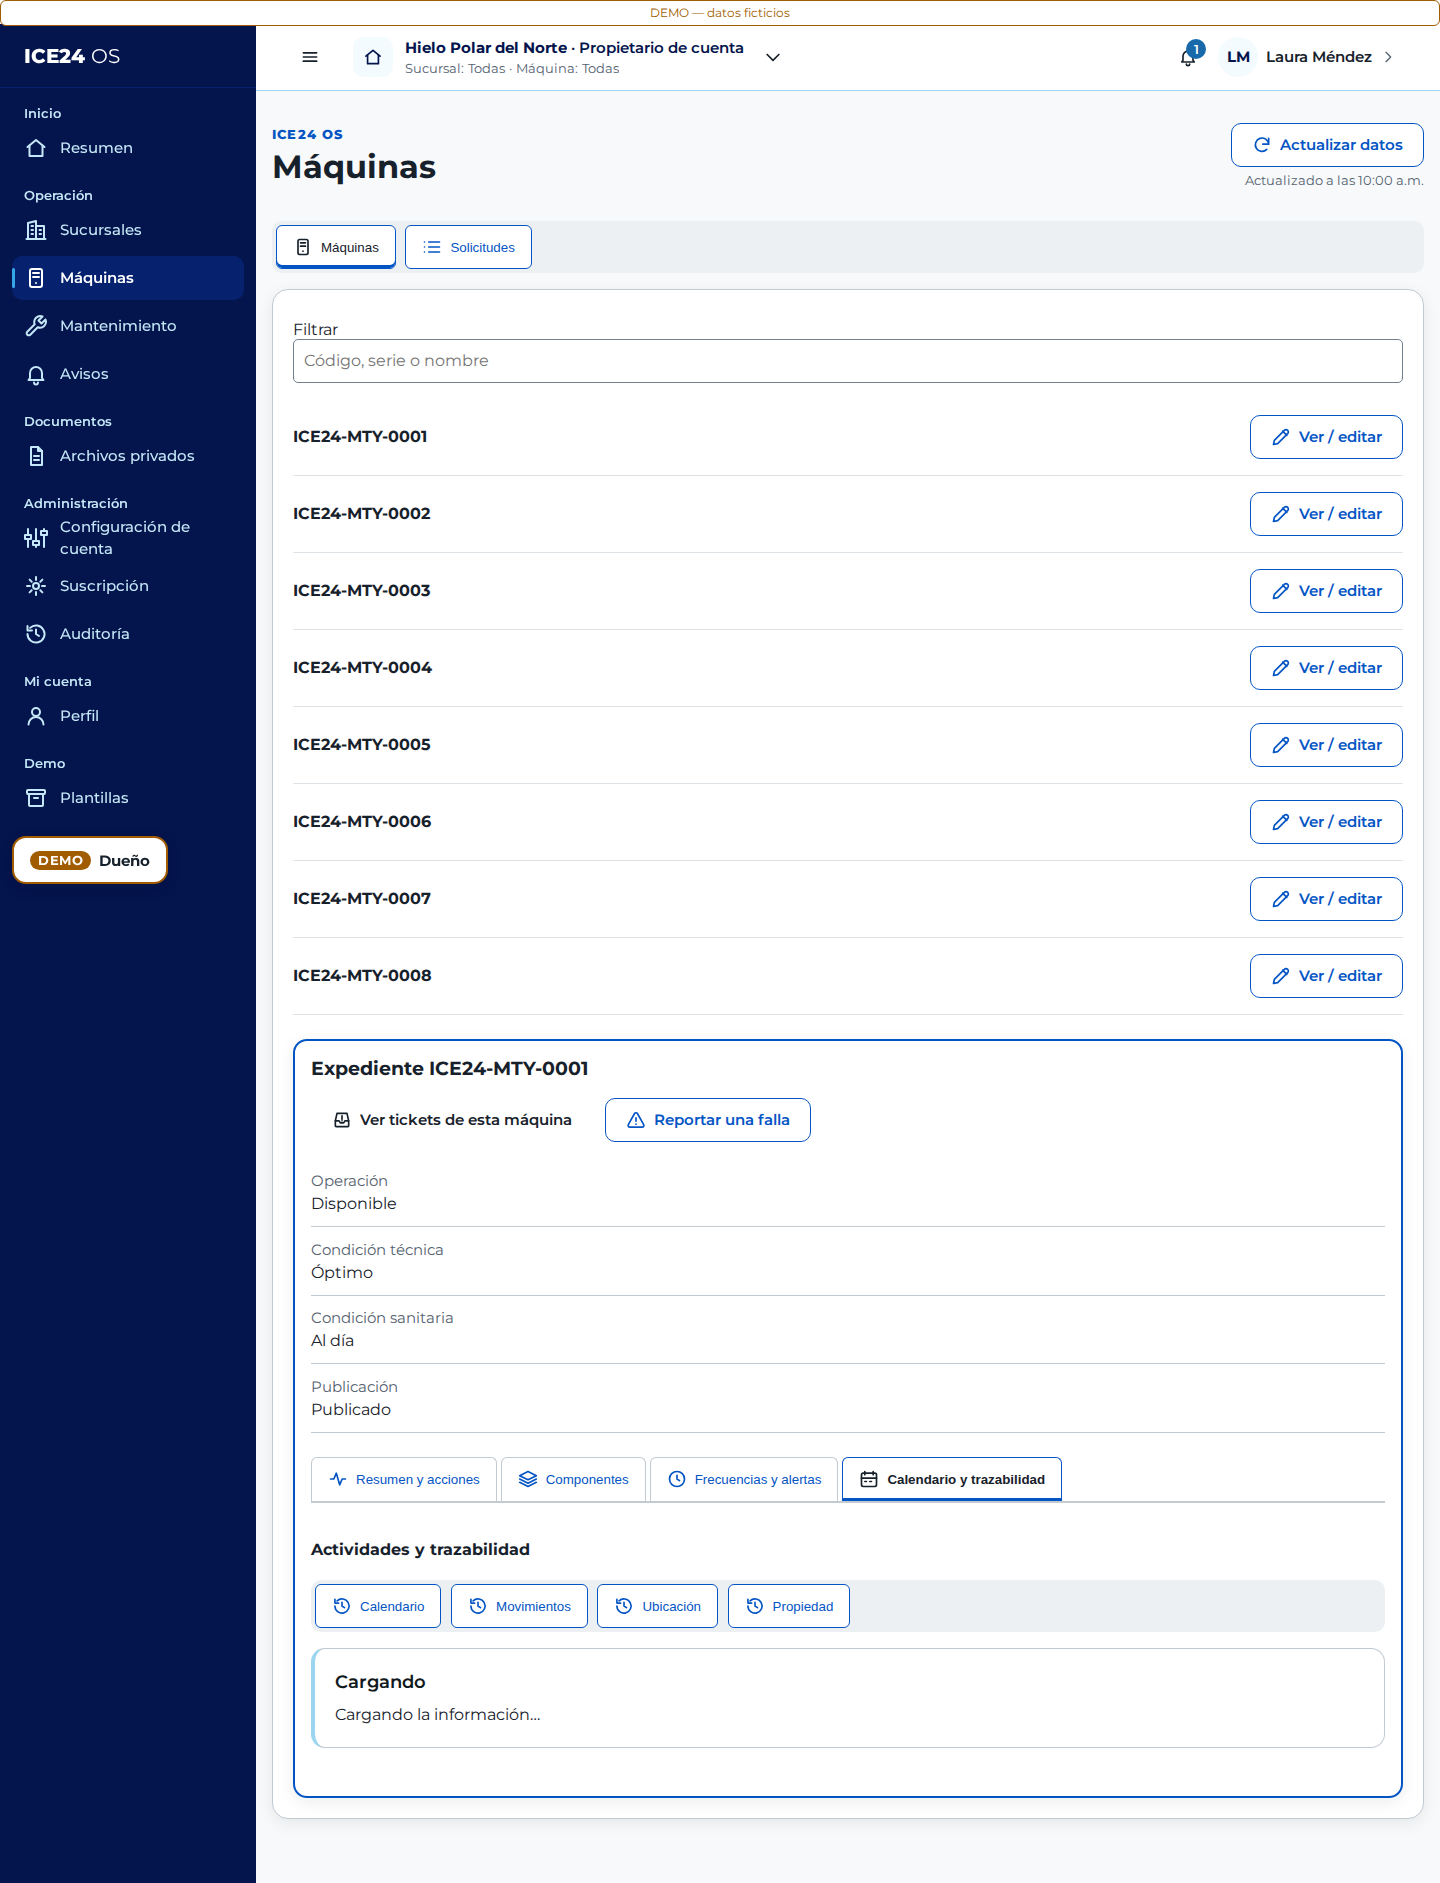 DEMO — datos ficticios
ICE24 OS
Inicio
Resumen
Operación
Sucursales
Máquinas
Mantenimiento
Avisos
Documentos
Archivos privados
Administración
Configuración de
cuenta
Suscripción
Auditoría
Mi cuenta
Perfil
Demo
Plantillas
DEMO Dueño
Hielo Polar del Norte · Propietario de cuenta
Sucursal: Todas · Máquina: Todas
1
LM Laura Méndez
ICE24 OS
Máquinas
Actualizar datos
Actualizado a las 10:00 a.m.
Máquinas Solicitudes
Filtrar
Código, serie o nombre
ICE24-MTY-0001 Ver / editar
ICE24-MTY-0002 Ver / editar
ICE24-MTY-0003 Ver / editar
ICE24-MTY-0004 Ver / editar
ICE24-MTY-0005 Ver / editar
ICE24-MTY-0006 Ver / editar
ICE24-MTY-0007 Ver / editar
ICE24-MTY-0008 Ver / editar
Expediente ICE24-MTY-0001
Ver tickets de esta máquina Reportar una falla
Operación
Disponible
Condición técnica
Óptimo
Condición sanitaria
Al día
Publicación
Publicado
Resumen y acciones Componentes Frecuencias y alertas Calendario y trazabilidad
Actividades y trazabilidad
Calendario Movimientos Ubicación Propiedad
Cargando
Cargando la información...